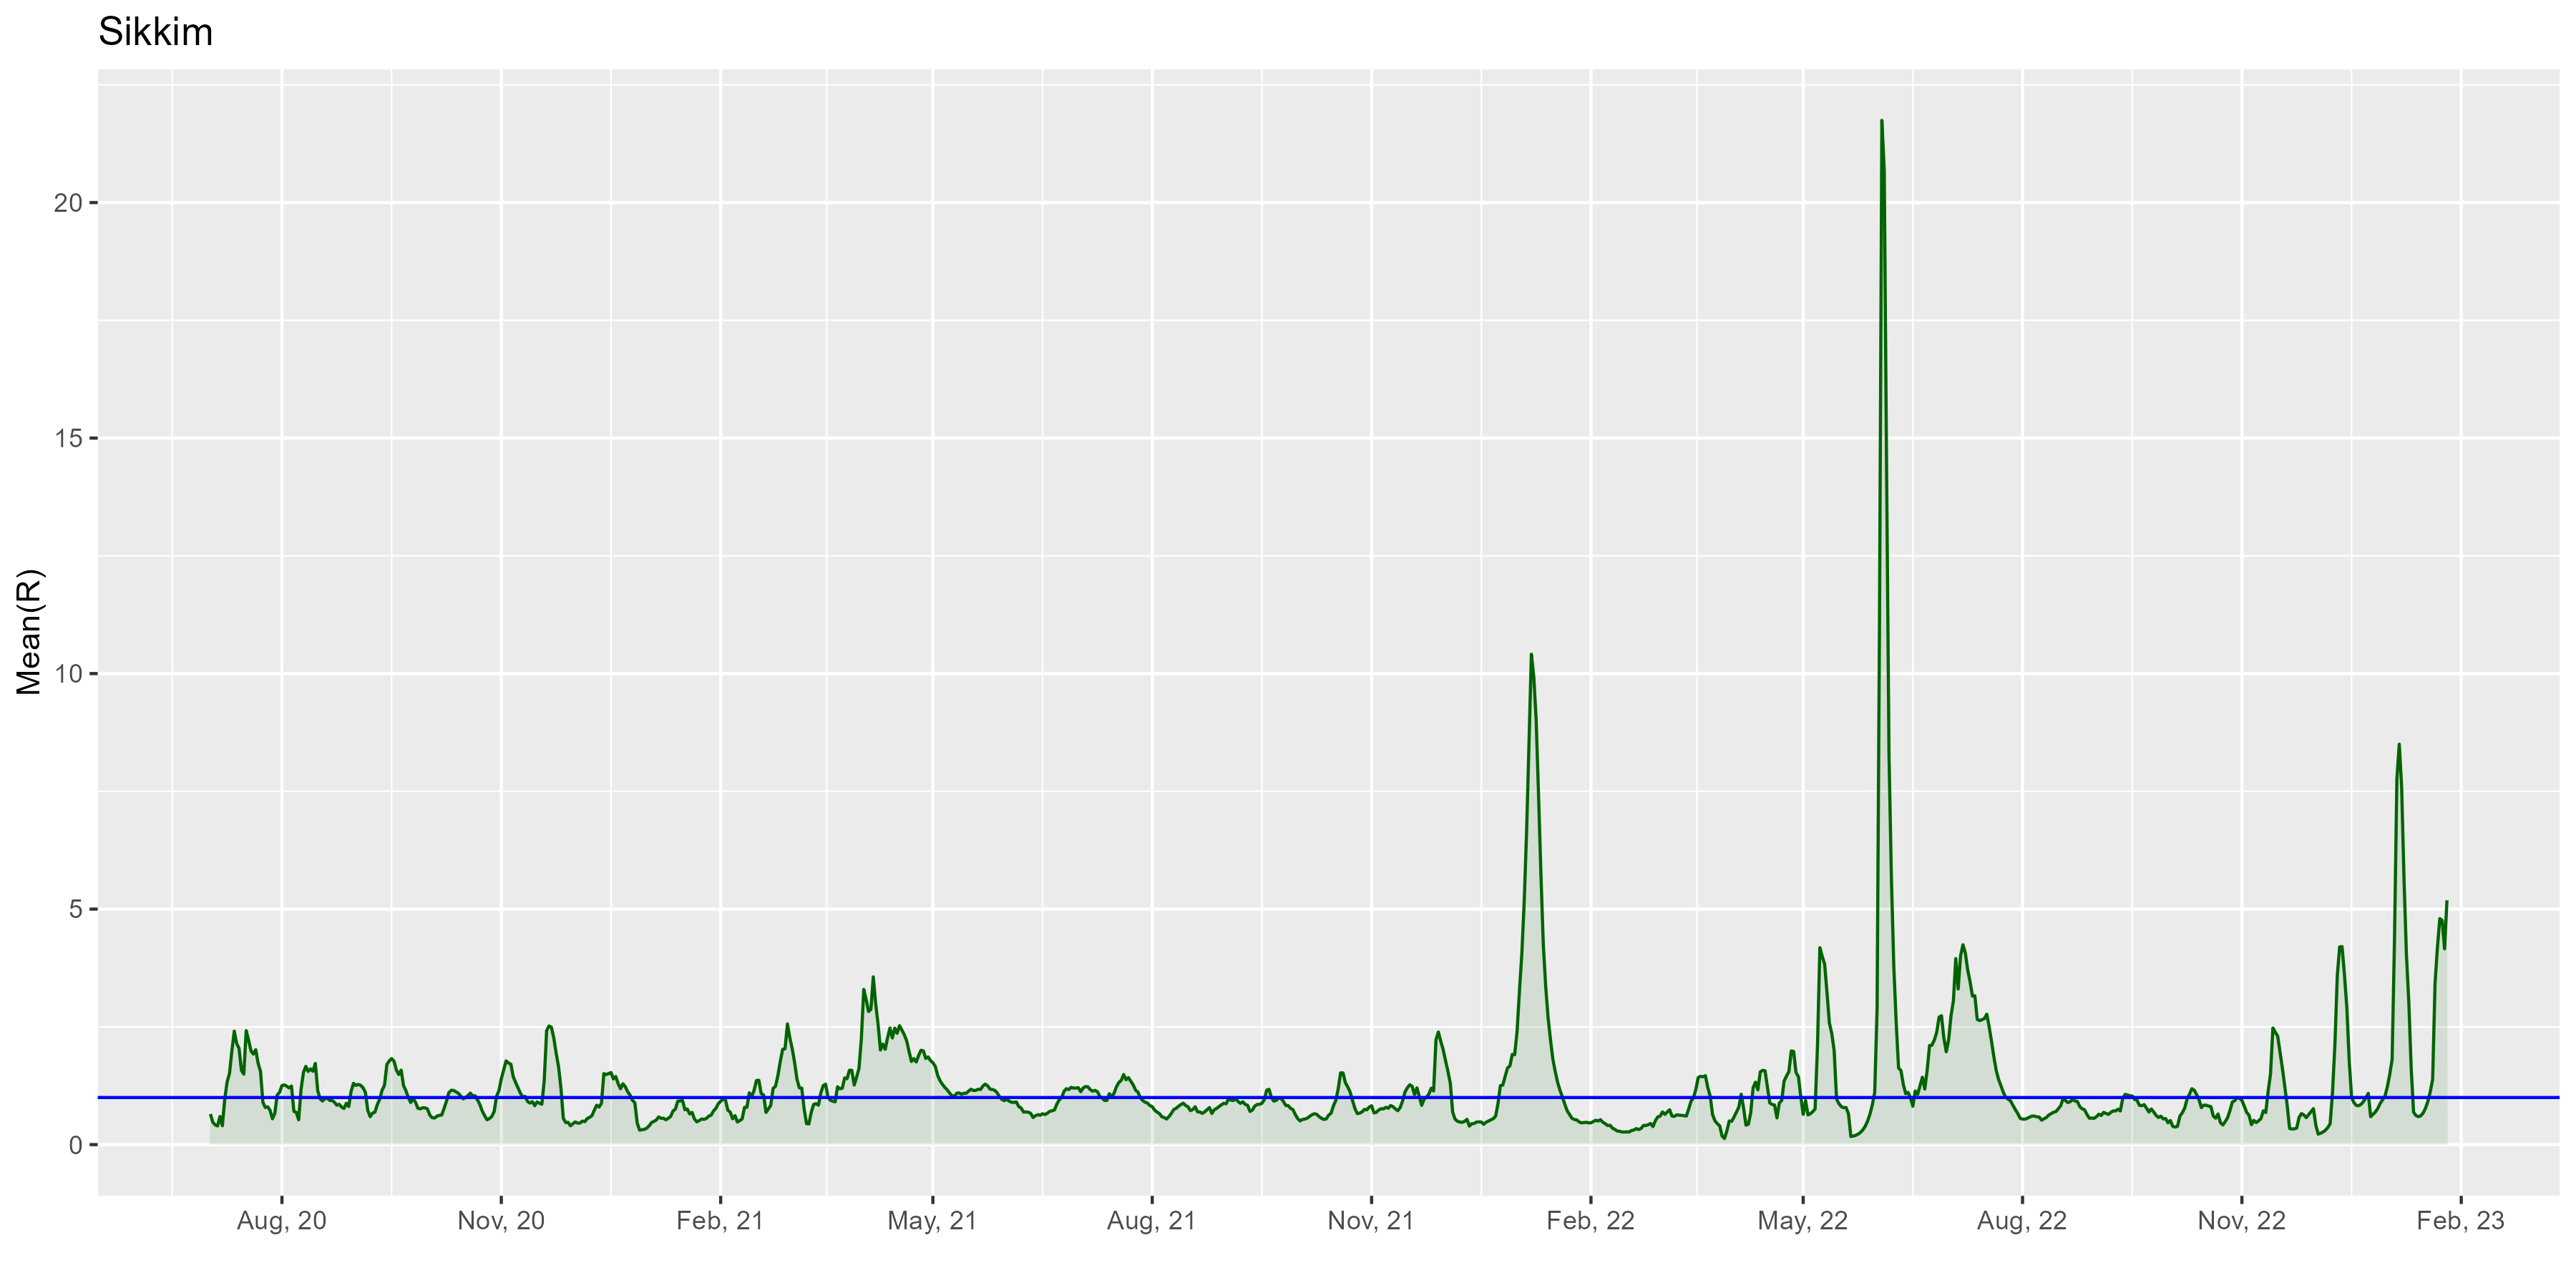 Sikkim
Mean(R)
20
15
10
5
0
Aug, 20
Nov, 20
Feb, 21
May, 21
Aug, 21
Nov, 21
Feb, 22
May, 22
Aug, 22
Nov, 22
Feb, 23